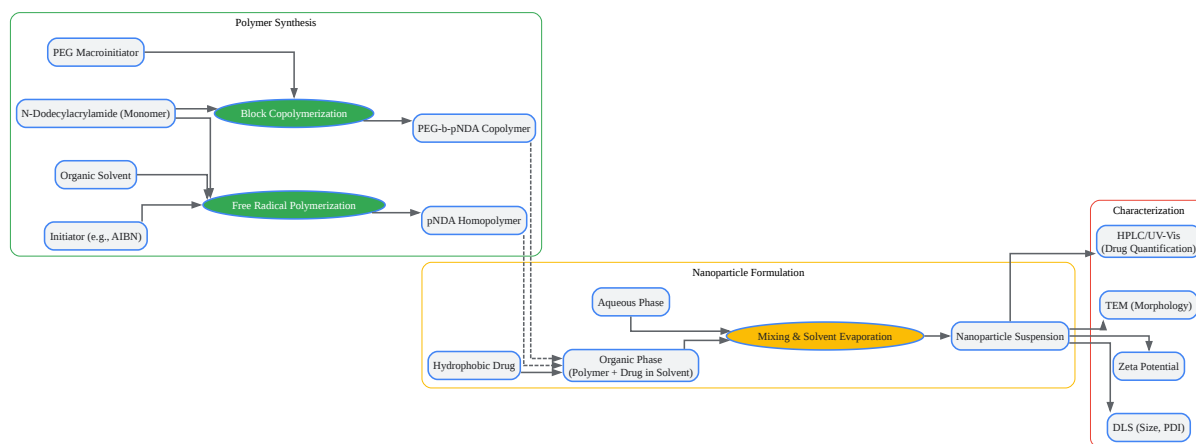 Polymer Synthesis
PEG Macroinitiator
N-Dodecylacrylamide (Monomer)
Block Copolymerization
PEG-b-pNDA Copolymer
Organic Solvent
Free Radical Polymerization
pNDA Homopolymer
Initiator (e.g., AIBN)
Nanoparticle Formulation
Aqueous Phase
Mixing & Solvent Evaporation
Nanoparticle Suspension
Hydrophobic Drug
Organic Phase
(Polymer + Drug in Solvent)
Characterization
HPLC/UV-Vis
(Drug Quantification)
TEM (Morphology)
Zeta Potential
DLS (Size, PDI)